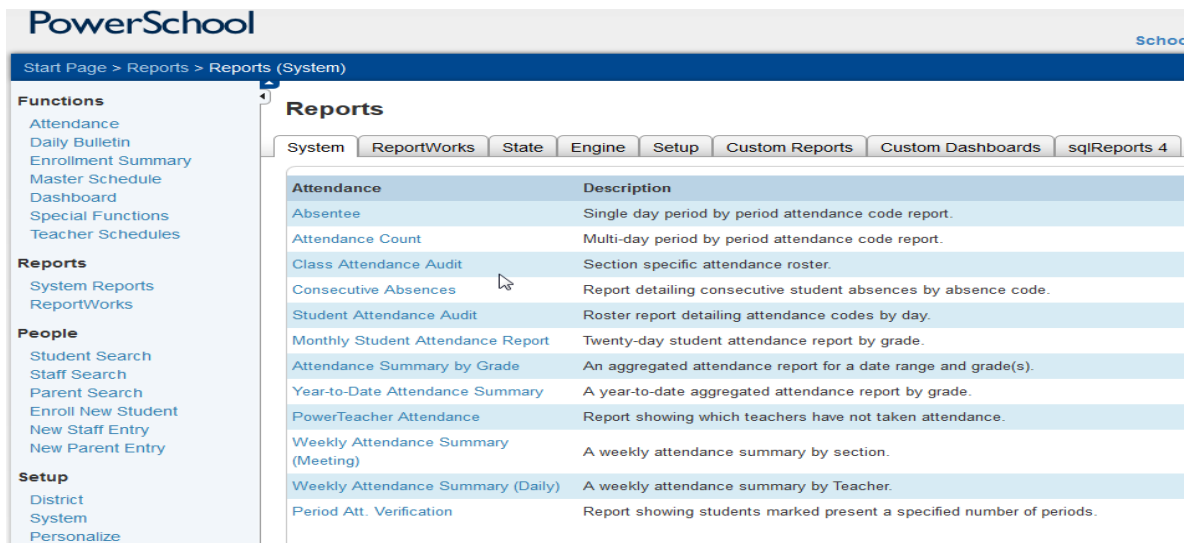 PowerSchool
Schoo
Start Page > Reports > Reports (System)
Functions
Attendance
Daily Bulletin
Enrollment Summary
Master Schedule
Dashboard
Special Functions
Teacher Schedules
Reports
System Reports
ReportWorks
People
Student Search
Staff Search
Parent Search
Enroll New Student
New Staff Entry
New Parent Entry
Setup
District
System
Personalize
Reports
System ReportWorks State Engine Setup Custom Reports Custom Dashboards sqlReports 4
Attendance Description
Absentee Single day period by period attendance code report.
Attendance Count Multi-day period by period attendance code report.
Class Attendance Audit Section specific attendance roster.
Consecutive Absences Report detailing consecutive student absences by absence code.
Student Attendance Audit Roster report detailing attendance codes by day.
Monthly Student Attendance Report Twenty-day student attendance report by grade.
Attendance Summary by Grade An aggregated attendance report for a date range and grade(s).
Year-to-Date Attendance Summary A year-to-date aggregated attendance report by grade.
PowerTeacher Attendance Report showing which teachers have not taken attendance.
Weekly Attendance Summary
(Meeting) A weekly attendance summary by section.
Weekly Attendance Summary (Daily) A weekly attendance summary by Teacher.
Period Att. Verification Report showing students marked present a specified number of periods.